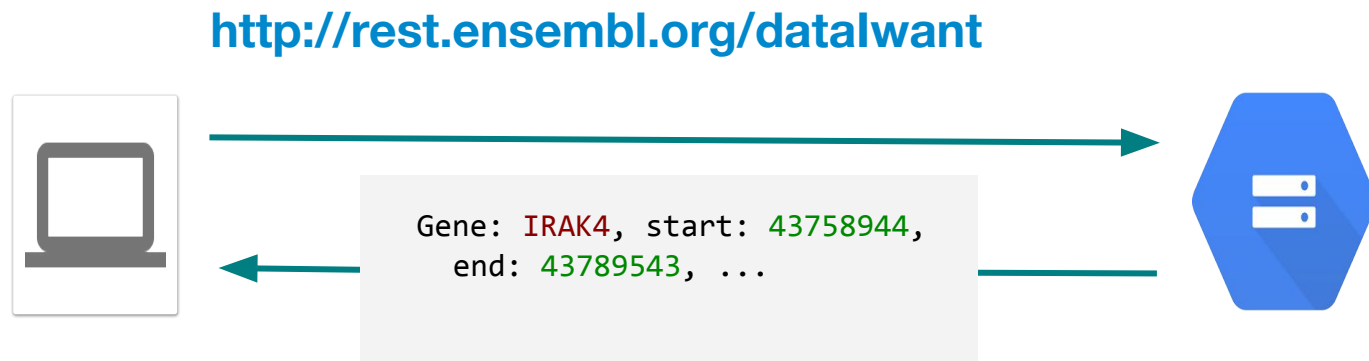 http://rest.ensembl.org/dataIwant
Gene: IRAK4, start: 43758944,
end: 43789543, ...